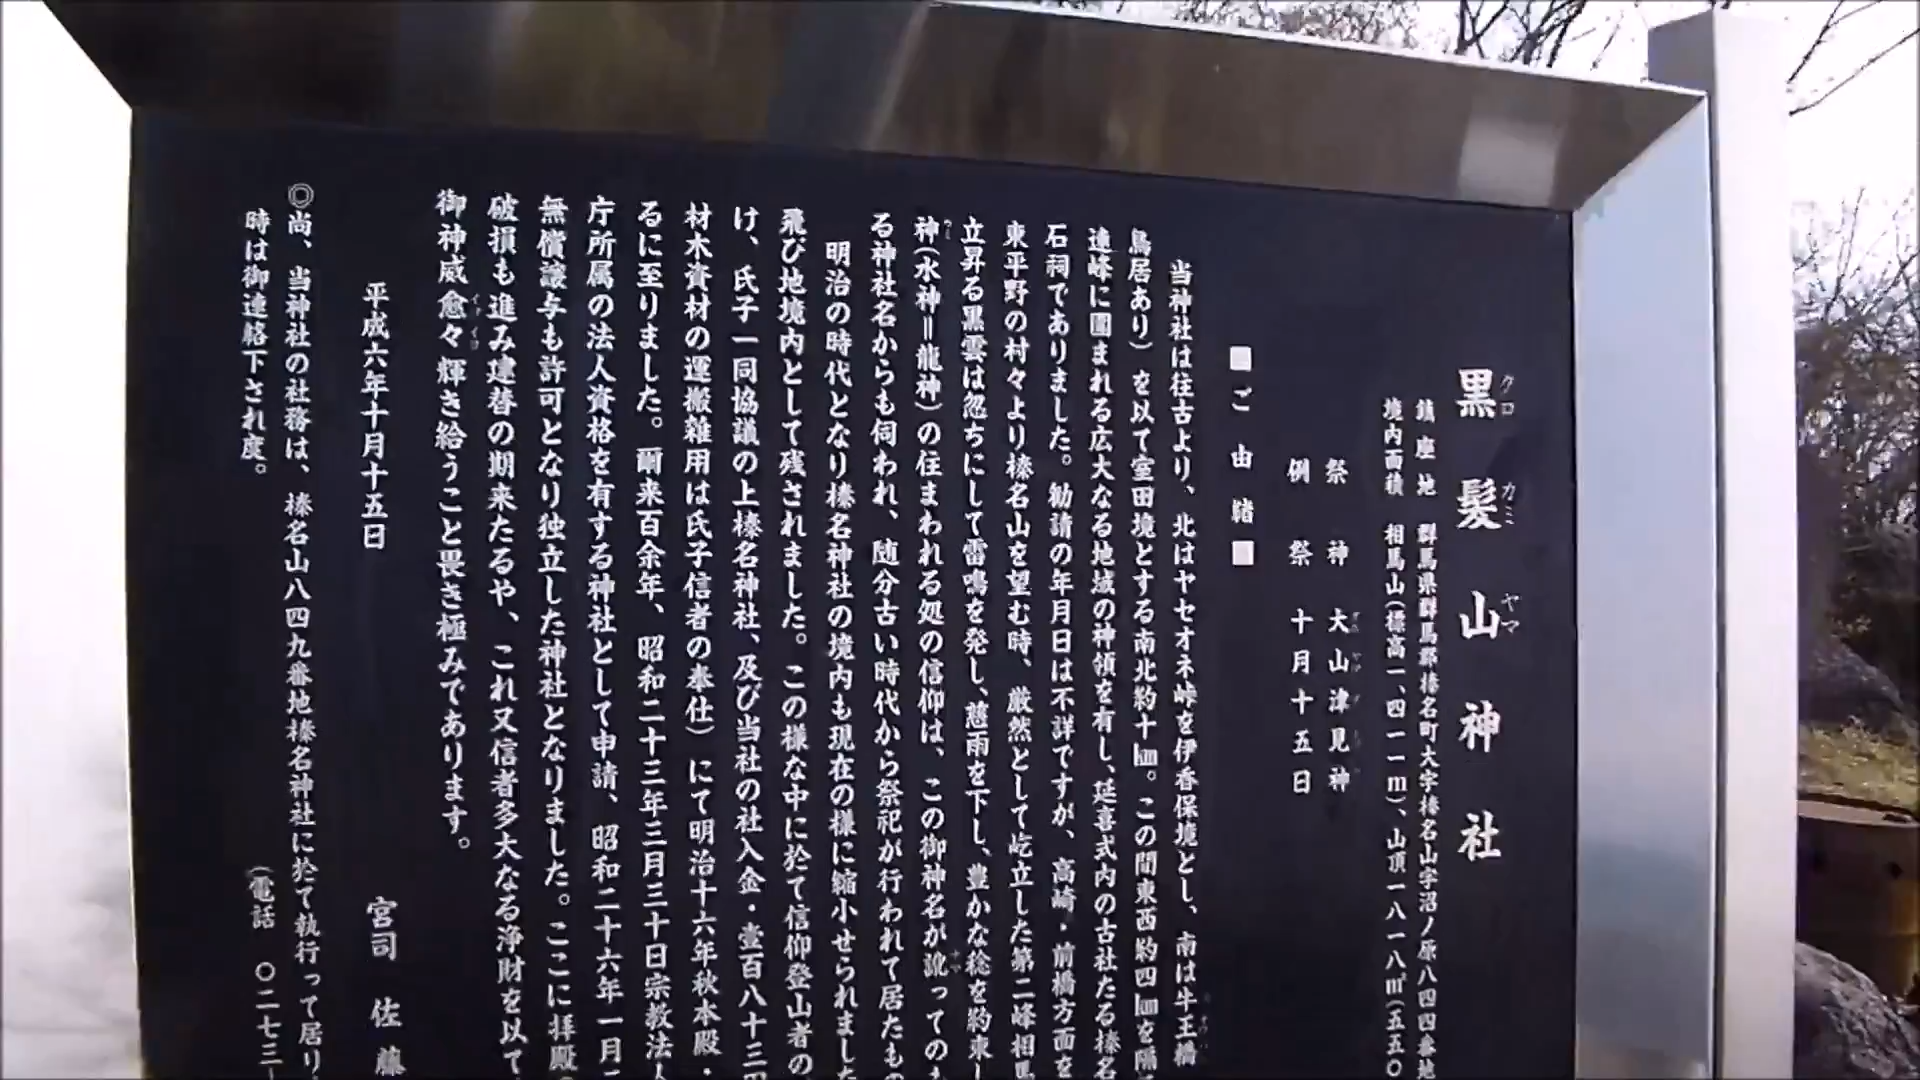 黒髪山神社
クロカミヤマ
鎮座地 群馬県群馬郡榛名町大字榛名山字沼ノ原八四四番地
境内面積 相馬山(標高一、四一一m)、山頂一八一八㎡(五五〇
祭神 大山津見神
例祭 十月十五日
■ご由緒■
当神社は往古より、北はヤセオネ峠を伊香保境とし、南は牛王橋
鳥居あり)を以て室田境とする南北約十㎞。この間東西約四㎞を隔
連峰に囲まれる広大なる地域の神領を有し、延喜式内の古社たる榛名
石祠でありました。勧請の年月日は不詳ですが、高崎・前橋方面を
東平野の村々より榛名山を望む時、厳然として屹立した第二峰相馬
立昇る黒雲は忽ちにして雷鳴を発し、慈雨を下し、豊かな稔を約束し
神(水神=龍神)の住まわれる処の信仰は、この御神名が訛ってのも
る神社名からも伺われ、随分古い時代から祭祀が行われて居たもの
明治の時代となり榛名神社の境内も現在の様に縮小せられました
飛び地境内として残されました。この様な中に於て信仰登山者の
け、氏子一同協議の上榛名神社、及び当社の社入金・壹百八十三円
材木資材の運搬雑用は氏子信者の奉仕)にて明治十六年秋本殿・
るに至りました。爾来百余年、昭和二十三年三月三十日宗教法人
庁所属の法人資格を有する神社として申請、昭和二十六年一月二
無償譲与も許可となり独立した神社となりました。ここに拝殿
破損も進み建替の期来たるや、これ又信者多大なる浄財を以て
御神威愈々輝き給うこと畏き極みであります。
平成六年十月十五日
宮司 佐藤
◎尚、当神社の社務は、榛名山八四九番地榛名神社に於て執行って居り
時は御連絡下され度。 (電話 〇二七三-